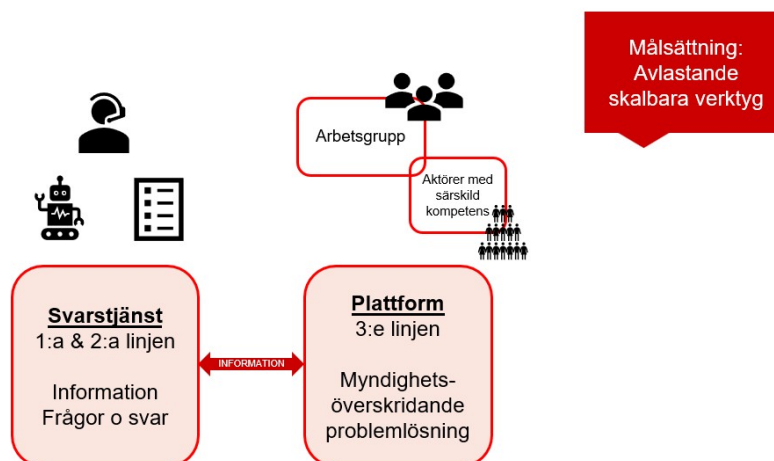 Målsättning:
Avlastande
skalbara verktyg
Arbetsgrupp
Aktörer med
särskild
kompetens
Svarstjänst
1:a & 2:a linjen
Information
Frågor o svar
INFORMATION
Plattform
3:e linjen
Myndighets-
överskridande
problemlösning